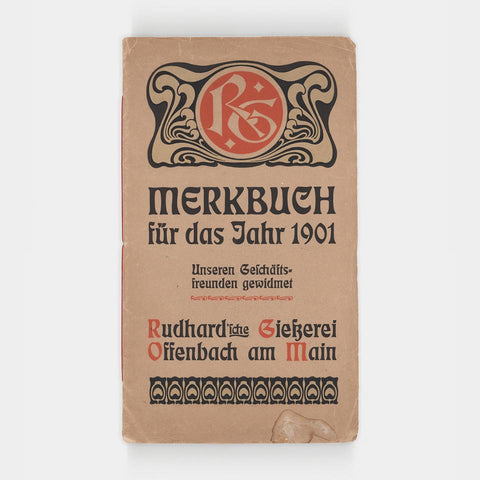 RG
MERKBUCH
für das Jahr 1901
Unseren Geschäfts-
freunden gewidmet
Rudhard'sche Gießerei
Offenbach am Main